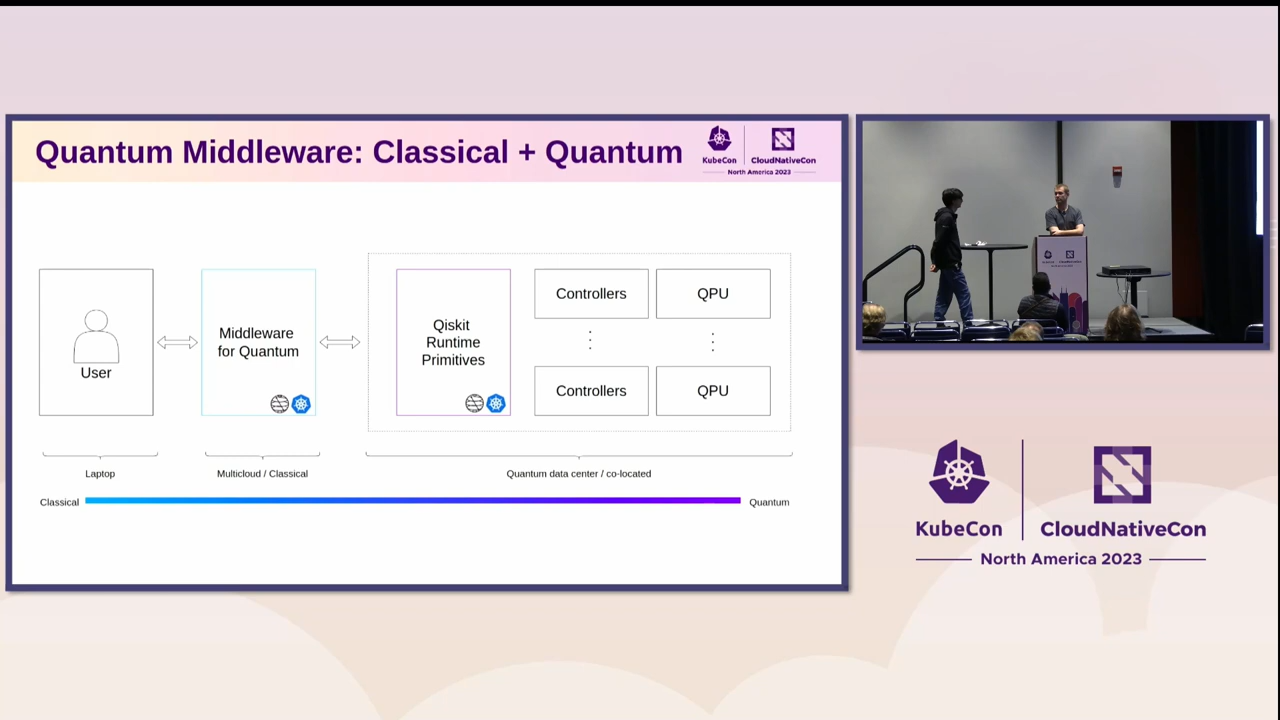 Quantum Middleware: Classical + Quantum
KubeCon
CloudNativeCon
North America 2023
User
Middleware
for Quantum
Qiskit
Runtime
Primitives
Controllers
QPU
Controllers
QPU
Laptop
Multicloud / Classical
Quantum data center / co-located
Classical
Quantum
KubeCon
CloudNativeCon
North America 2023